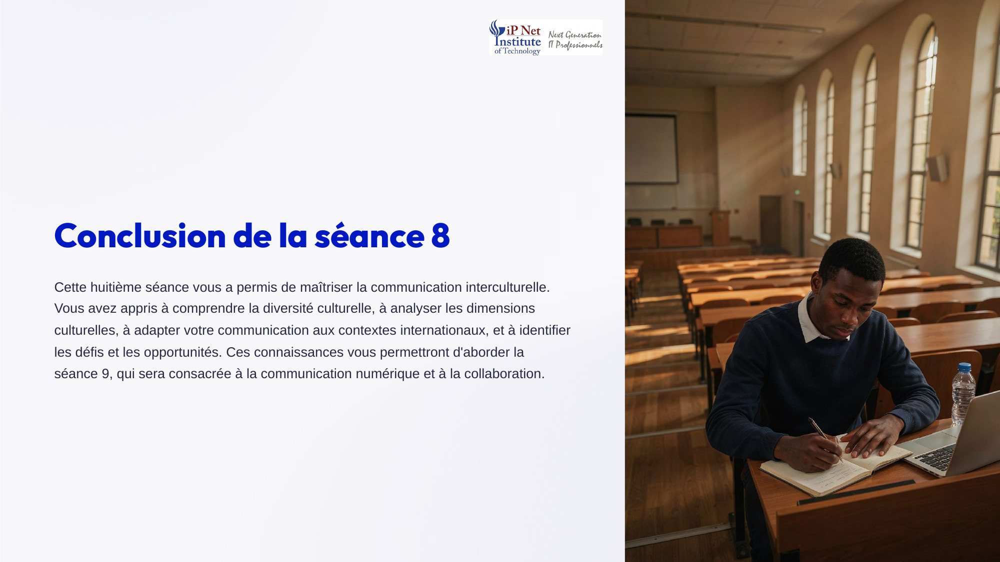 iP Net
Institute
of Technology
Next Generation
IT Professionnels
Conclusion de la séance 8
Cette huitième séance vous a permis de maîtriser la communication interculturelle.
Vous avez appris à comprendre la diversité culturelle, à analyser les dimensions
culturelles, à adapter votre communication aux contextes internationaux, et à identifier
les défis et les opportunités. Ces connaissances vous permettront d'aborder la
séance 9, qui sera consacrée à la communication numérique et à la collaboration.